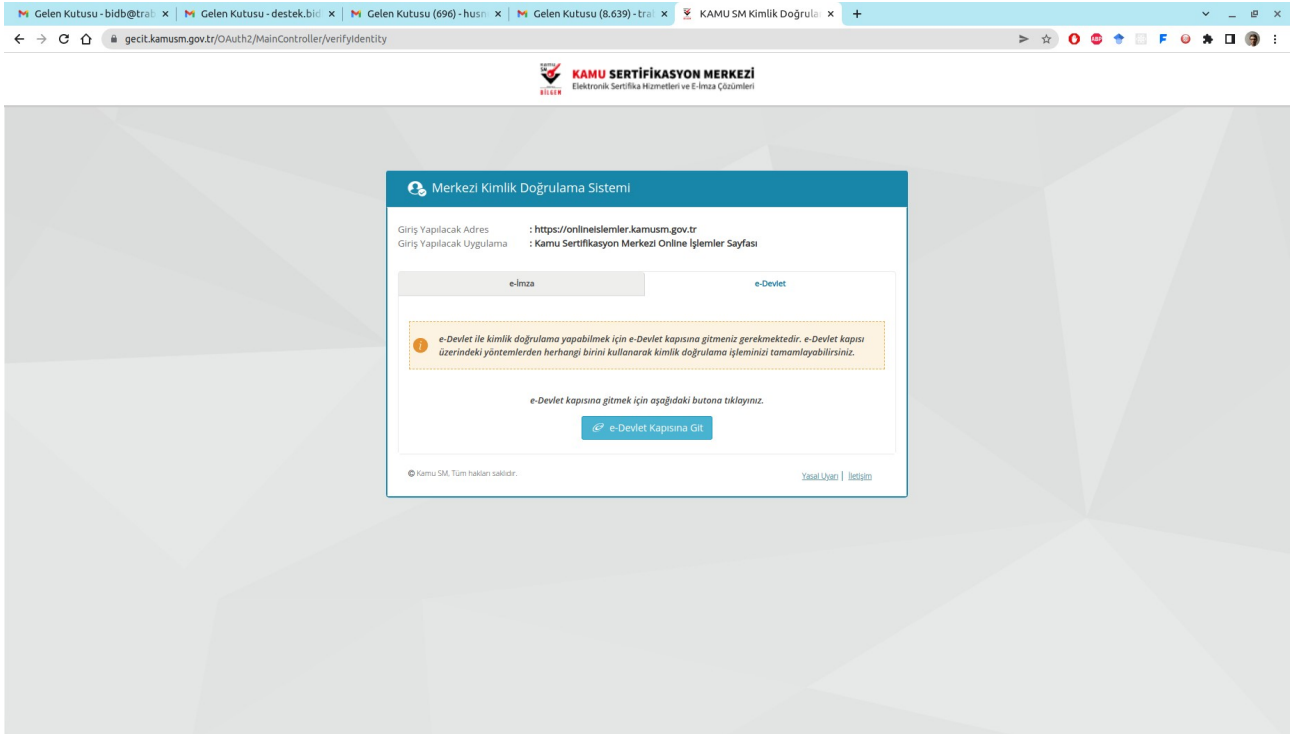 Gelen Kutusu - bidb@trab
Gelen Kutusu - destek.bid
Gelen Kutusu (696) - husn
Gelen Kutusu (8.639) - tra
KAMU SM Kimlik Doğrula
gecit.kamusm.gov.tr/OAuth2/MainController/verifyIdentity
ABP
F
BİLGEM
KAMU SERTİFİKASYON MERKEZİ
Elektronik Sertifika Hizmetleri ve E-İmza Çözümleri
Merkezi Kimlik Doğrulama Sistemi
Giriş Yapılacak Adres : https://onlineislemler.kamusm.gov.tr
Giriş Yapılacak Uygulama : Kamu Sertifikasyon Merkezi Online İşlemler Sayfası
e-İmza
e-Devlet
e-Devlet ile kimlik doğrulama yapabilmek için e-Devlet kapısına gitmeniz gerekmektedir. e-Devlet kapısı
üzerindeki yöntemlerden herhangi birini kullanarak kimlik doğrulama işleminizi tamamlayabilirsiniz.
e-Devlet kapısına gitmek için aşağıdaki butona tıklayınız.
e-Devlet Kapısına Git
© Kamu SM, Tüm hakları saklıdır.
Yasal Uyarı | İletişim